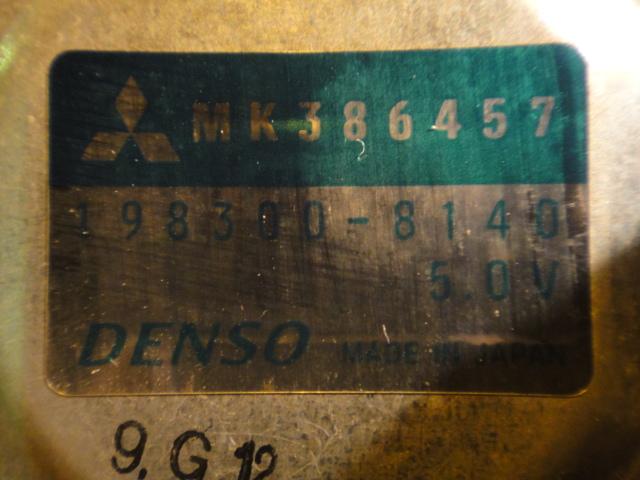 MK386457
198300-8140
5.0V
DENSO MADE IN JAPAN
9.G 12